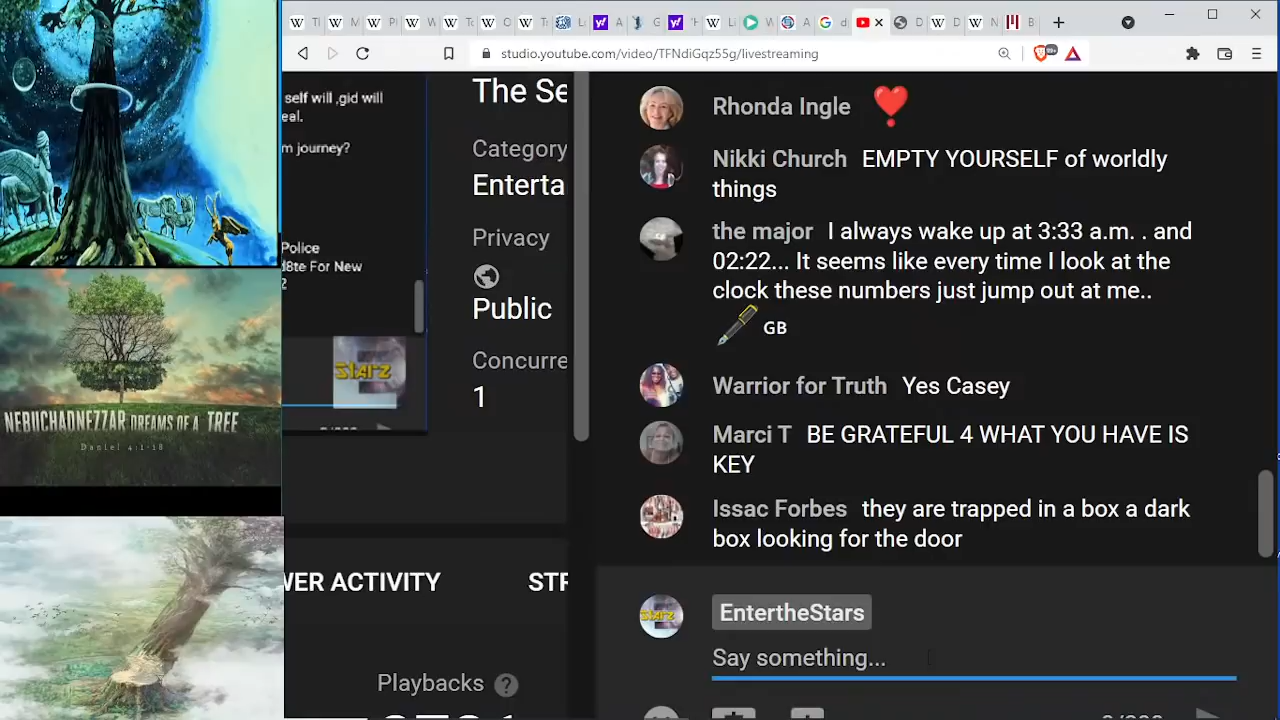 studio.youtube.com/video/TFNdiGqz55g/livestreaming
self will ,gid will
eal.
m journey?
Police
d8te For New
Starz
NEBUCHADNEZZAR DREAMS OF A TREE
Daniel 4:1-18
The Se
Category
Enterta
Privacy
Public
Concurre
1
WER ACTIVITY
STF
Playbacks ?
Rhonda Ingle
Nikki Church EMPTY YOURSELF of worldly
things
the major I always wake up at 3:33 a.m. . and
02:22... It seems like every time I look at the
clock these numbers just jump out at me..
GB
Warrior for Truth Yes Casey
Marci T BE GRATEFUL 4 WHAT YOU HAVE IS
KEY
Issac Forbes they are trapped in a box a dark
box looking for the door
Starz
EntertheStars
Say something...